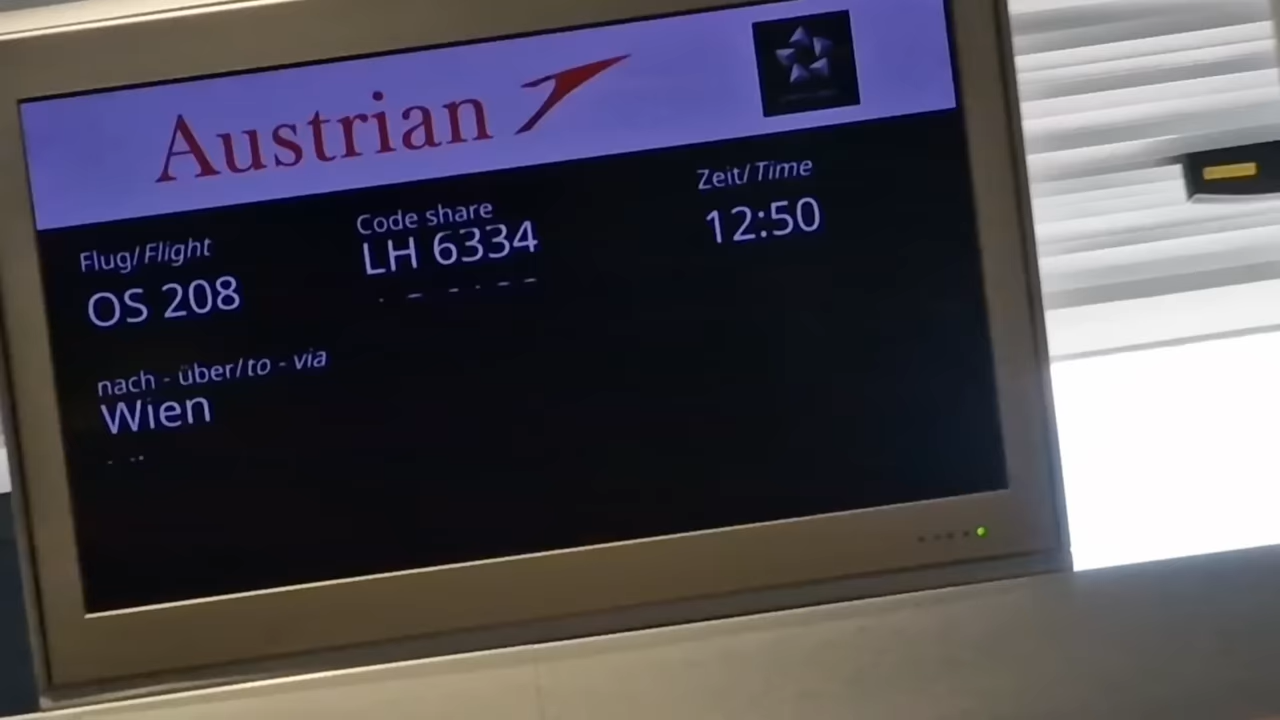 Austrian
Flug/Flight
Code share
Zeit/Time
OS 208
LH 6334
12:50
nach - über/to - via
Wien